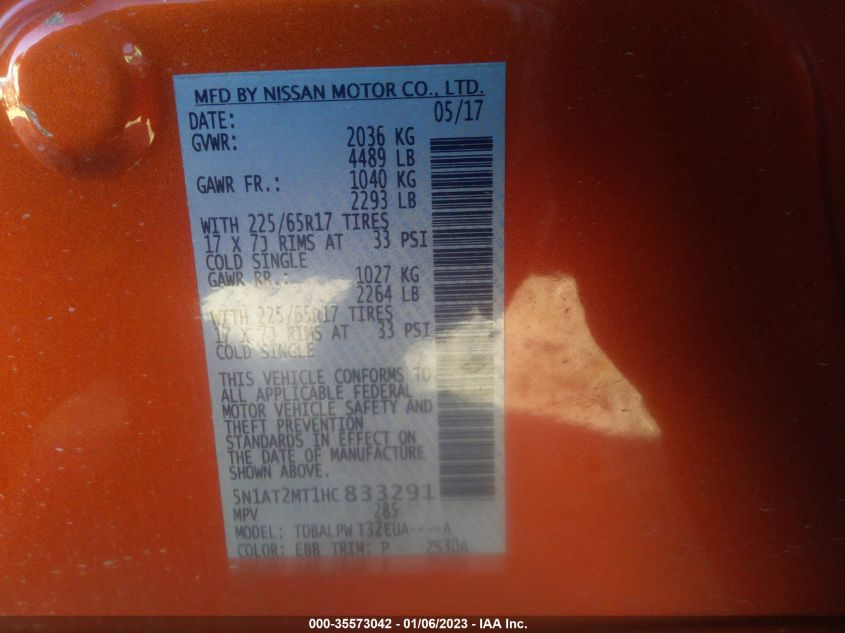 MFD BY NISSAN MOTOR CO., LTD.
DATE: 05/17
GVWR: 2036 KG
4489 LB
GAWR FR.: 1040 KG
2293 LB
WITH 225/65R17 TIRES
17 X 7J RIMS AT 33 PSI
COLD SINGLE
GAWR RR.: 1027 KG
2264 LB
WITH 225/65R17 TIRES
17 X 7J RIMS AT 33 PSI
COLD SINGLE
THIS VEHICLE CONFORMS TO
ALL APPLICABLE FEDERAL
MOTOR VEHICLE SAFETY AND
THEFT PREVENTION
STANDARDS IN EFFECT ON
THE DATE OF MANUFACTURE
SHOWN ABOVE.
5N1AT2MT1HC833291
MPV 285
MODEL: TDBALPW T32EUA----A
COLOR: EBB TRIM: P 2530A
000-35573042 - 01/06/2023 - IAA Inc.